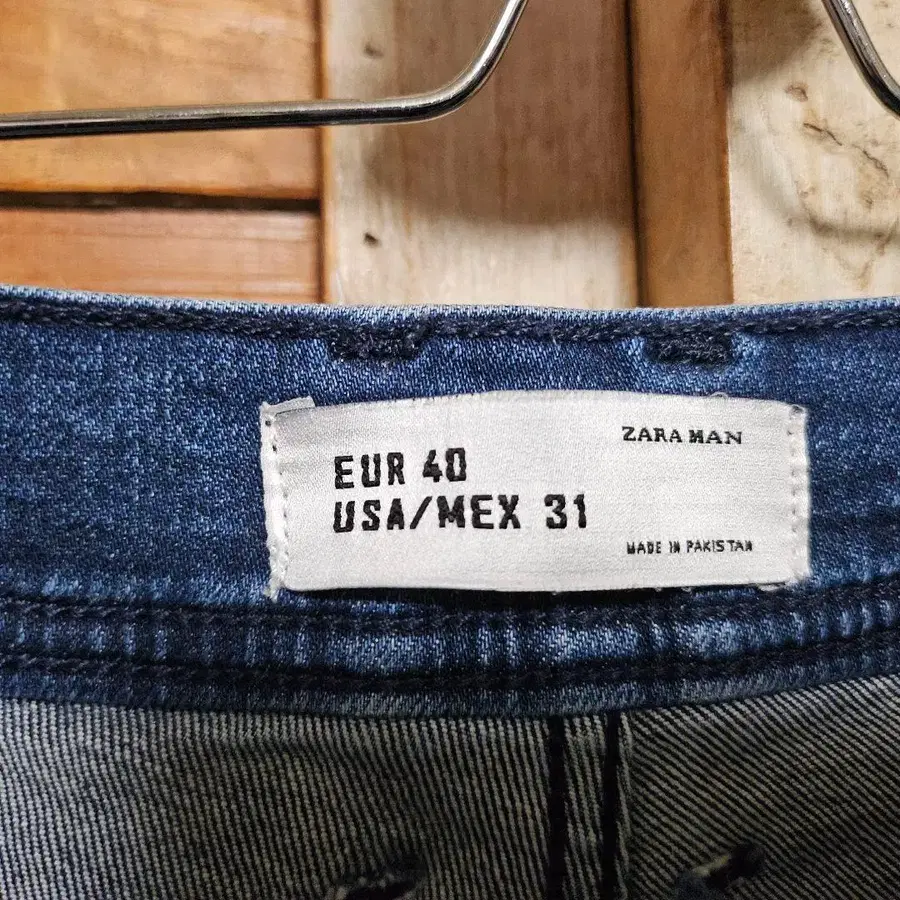 ZARA MAN
EUR 40
USA/MEX 31
MADE IN PAKISTAN